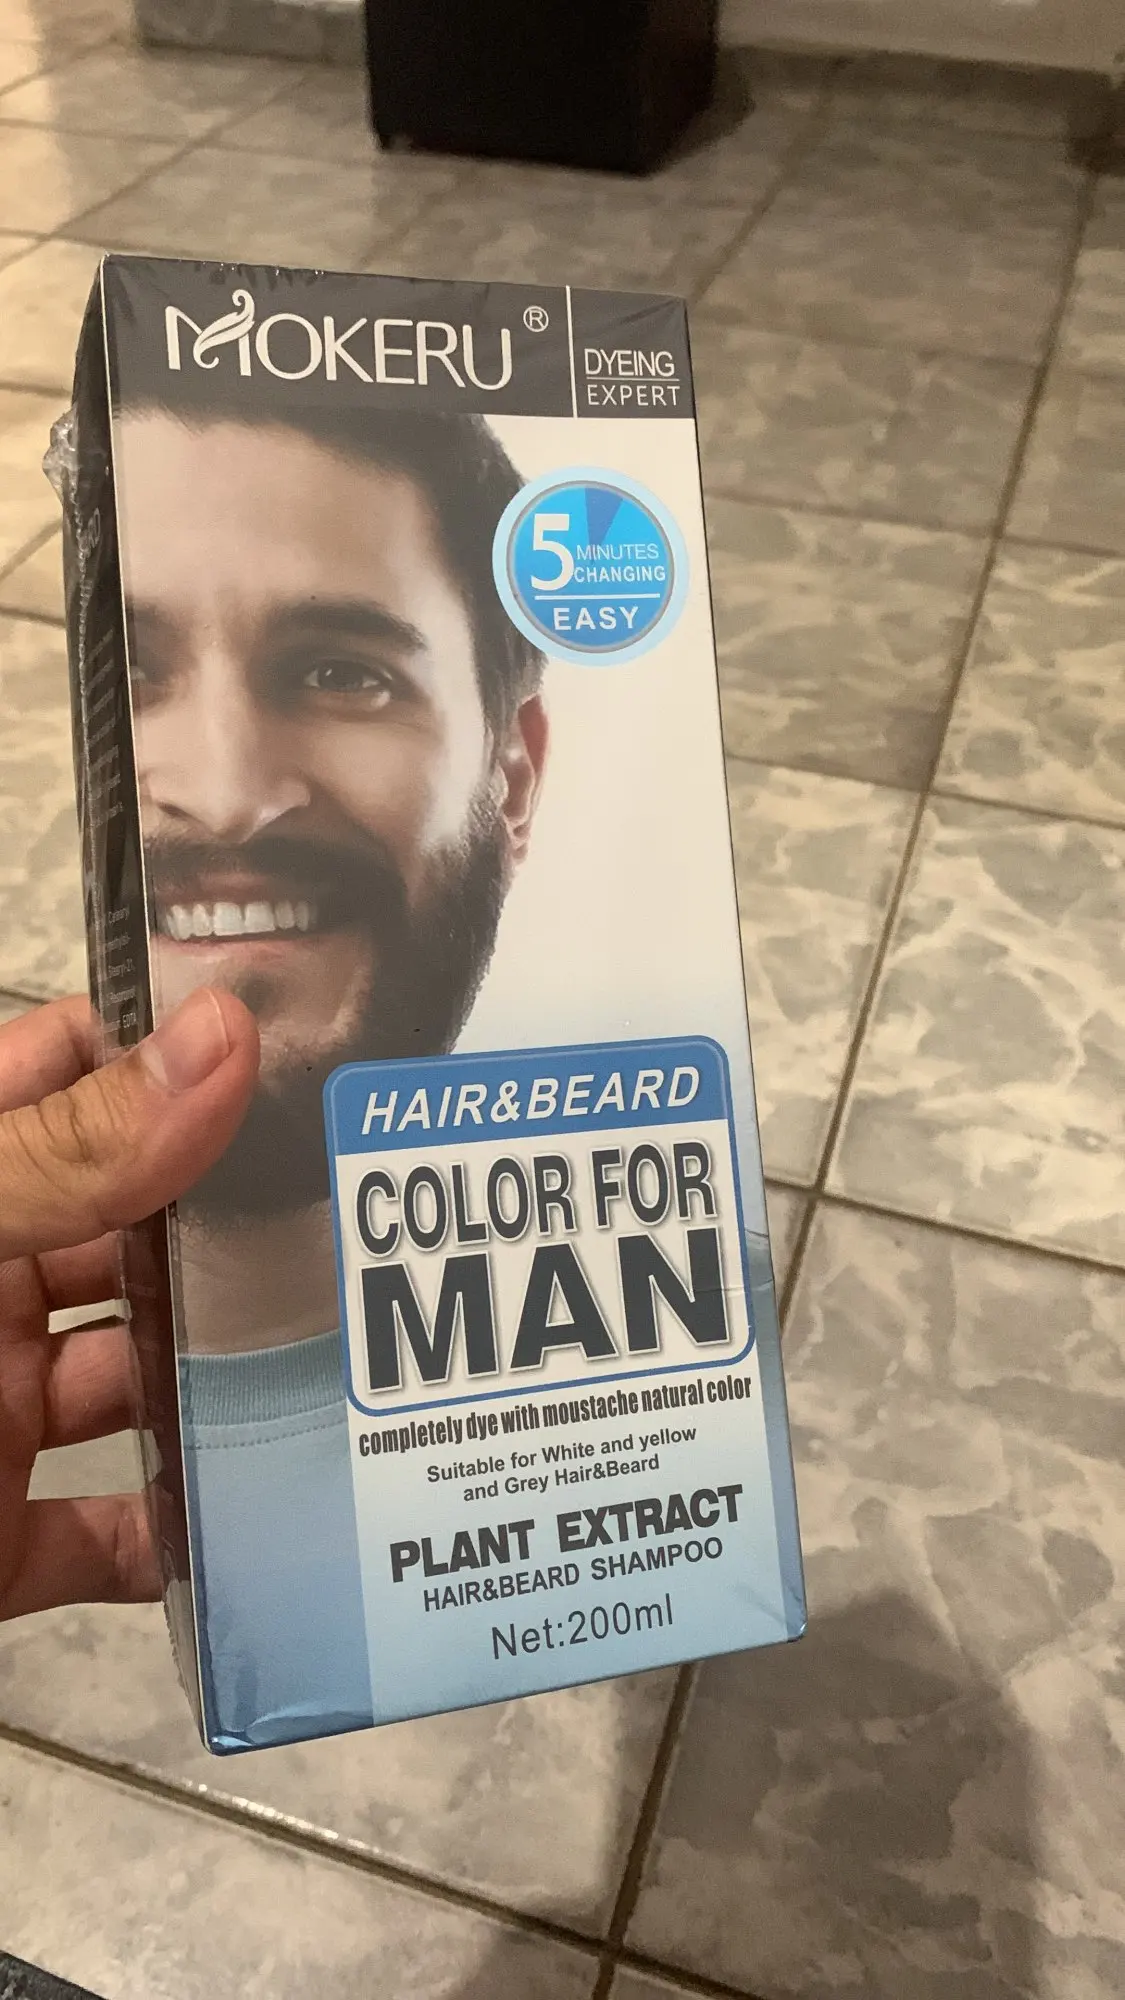 MOKERU®
DYEING
EXPERT
5 MINUTES
CHANGING
EASY
HAIR&BEARD
COLOR FOR
MAN
completely dye with moustache natural color
Suitable for White and yellow
and Grey Hair&Beard
PLANT EXTRACT
HAIR&BEARD SHAMPOO
Net:200ml